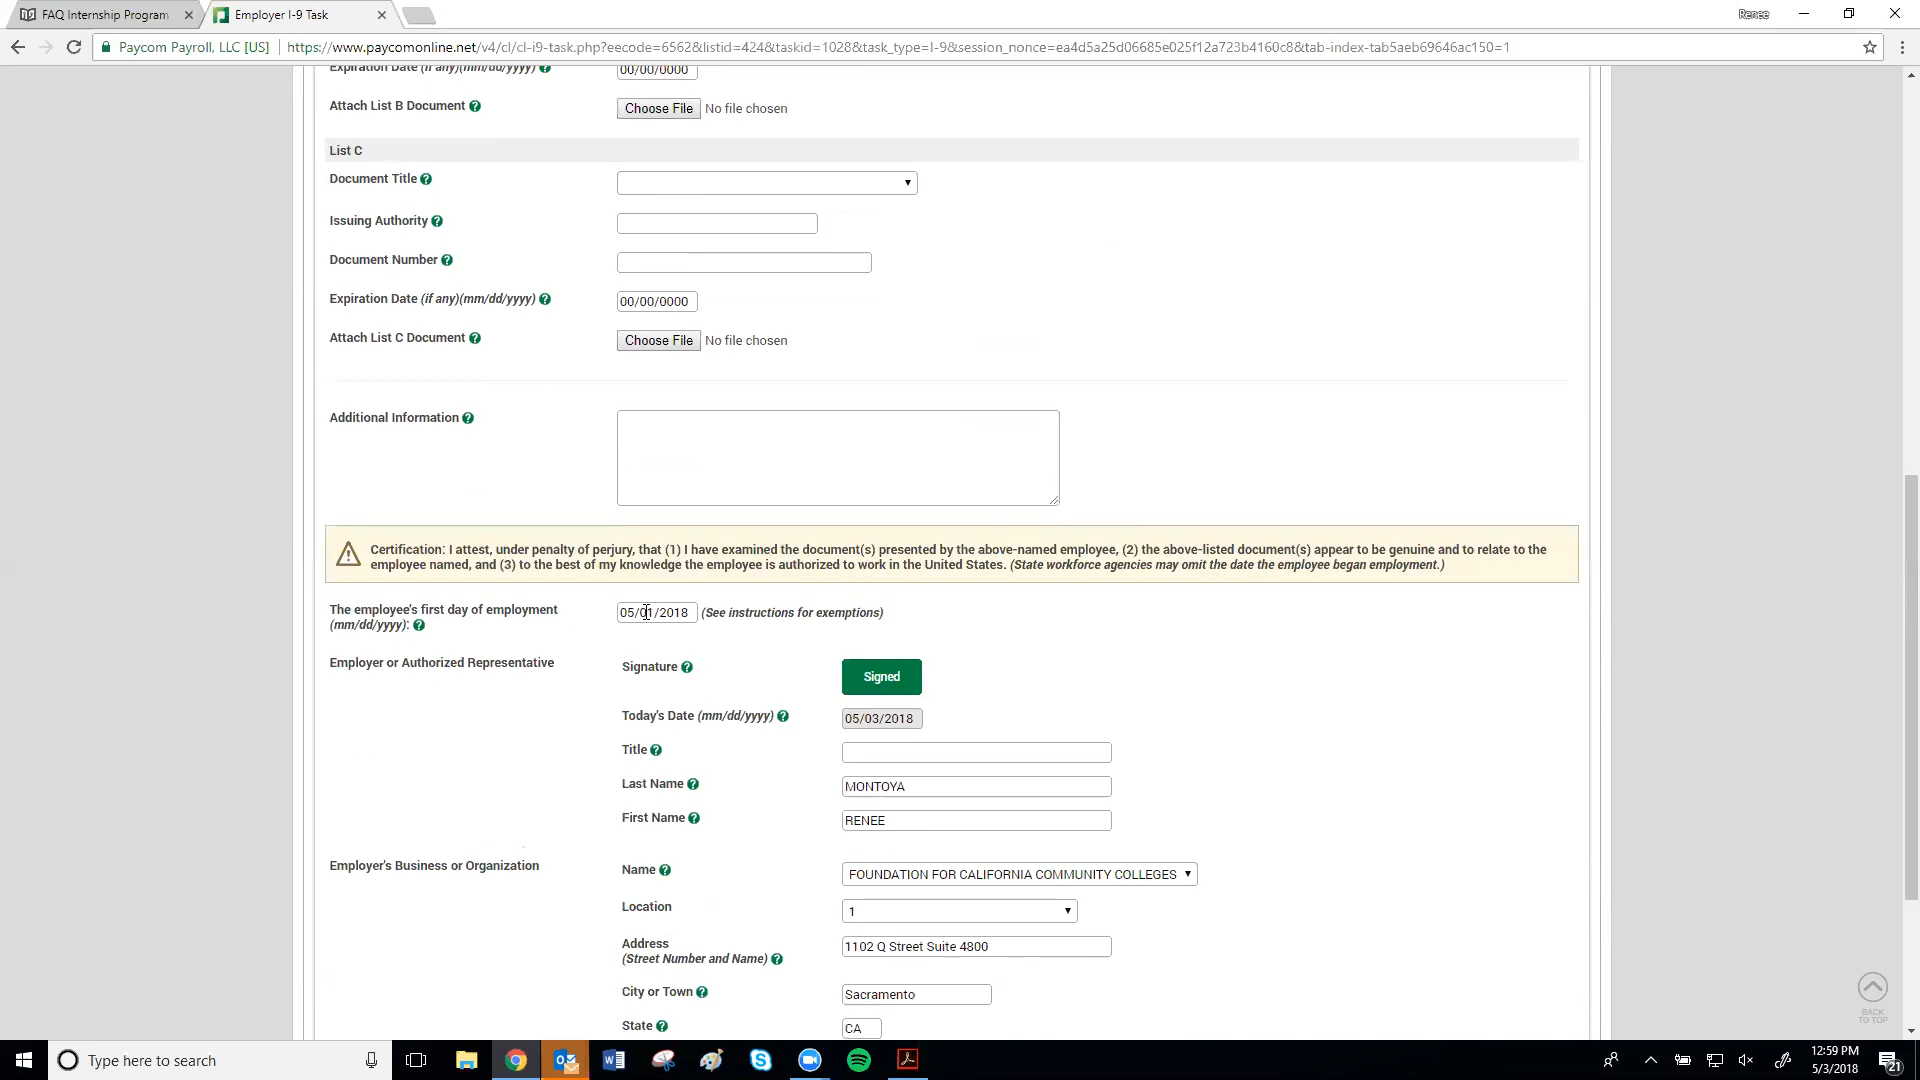 FAQ Internship Program
Employer I-9 Task
Renee
Paycom Payroll, LLC [US]
https://www.paycomonline.net/v4/cl/cl-i9-task.php?eecode=6562&listid=424&taskid=1028&task_type=I-9&session_nonce=ea4d5a25d06685e025f12a723b4160c8&tab-index-tab5aeb69646ac150=1
Expiration Date (if any)(mm/dd/yyyy) ?
00/00/0000
Attach List B Document ?
Choose File No file chosen
List C
Document Title ?
Issuing Authority ?
Document Number ?
Expiration Date (if any)(mm/dd/yyyy) ?
00/00/0000
Attach List C Document ?
Choose File No file chosen
Additional Information ?
Certification: I attest, under penalty of perjury, that (1) I have examined the document(s) presented by the above-named employee, (2) the above-listed document(s) appear to be genuine and to relate to the
employee named, and (3) to the best of my knowledge the employee is authorized to work in the United States. (State workforce agencies may omit the date the employee began employment.)
The employee's first day of employment
(mm/dd/yyyy): ?
05/01/2018 (See instructions for exemptions)
Employer or Authorized Representative
Signature ?
Signed
Today's Date (mm/dd/yyyy) ?
05/03/2018
Title ?
Last Name ?
MONTOYA
First Name ?
RENEE
Employer's Business or Organization
Name ?
FOUNDATION FOR CALIFORNIA COMMUNITY COLLEGES
Location
1
Address
(Street Number and Name) ?
1102 Q Street Suite 4800
City or Town ?
Sacramento
State ?
CA
BACK
TO TOP
Type here to search
12:59 PM
5/3/2018
21